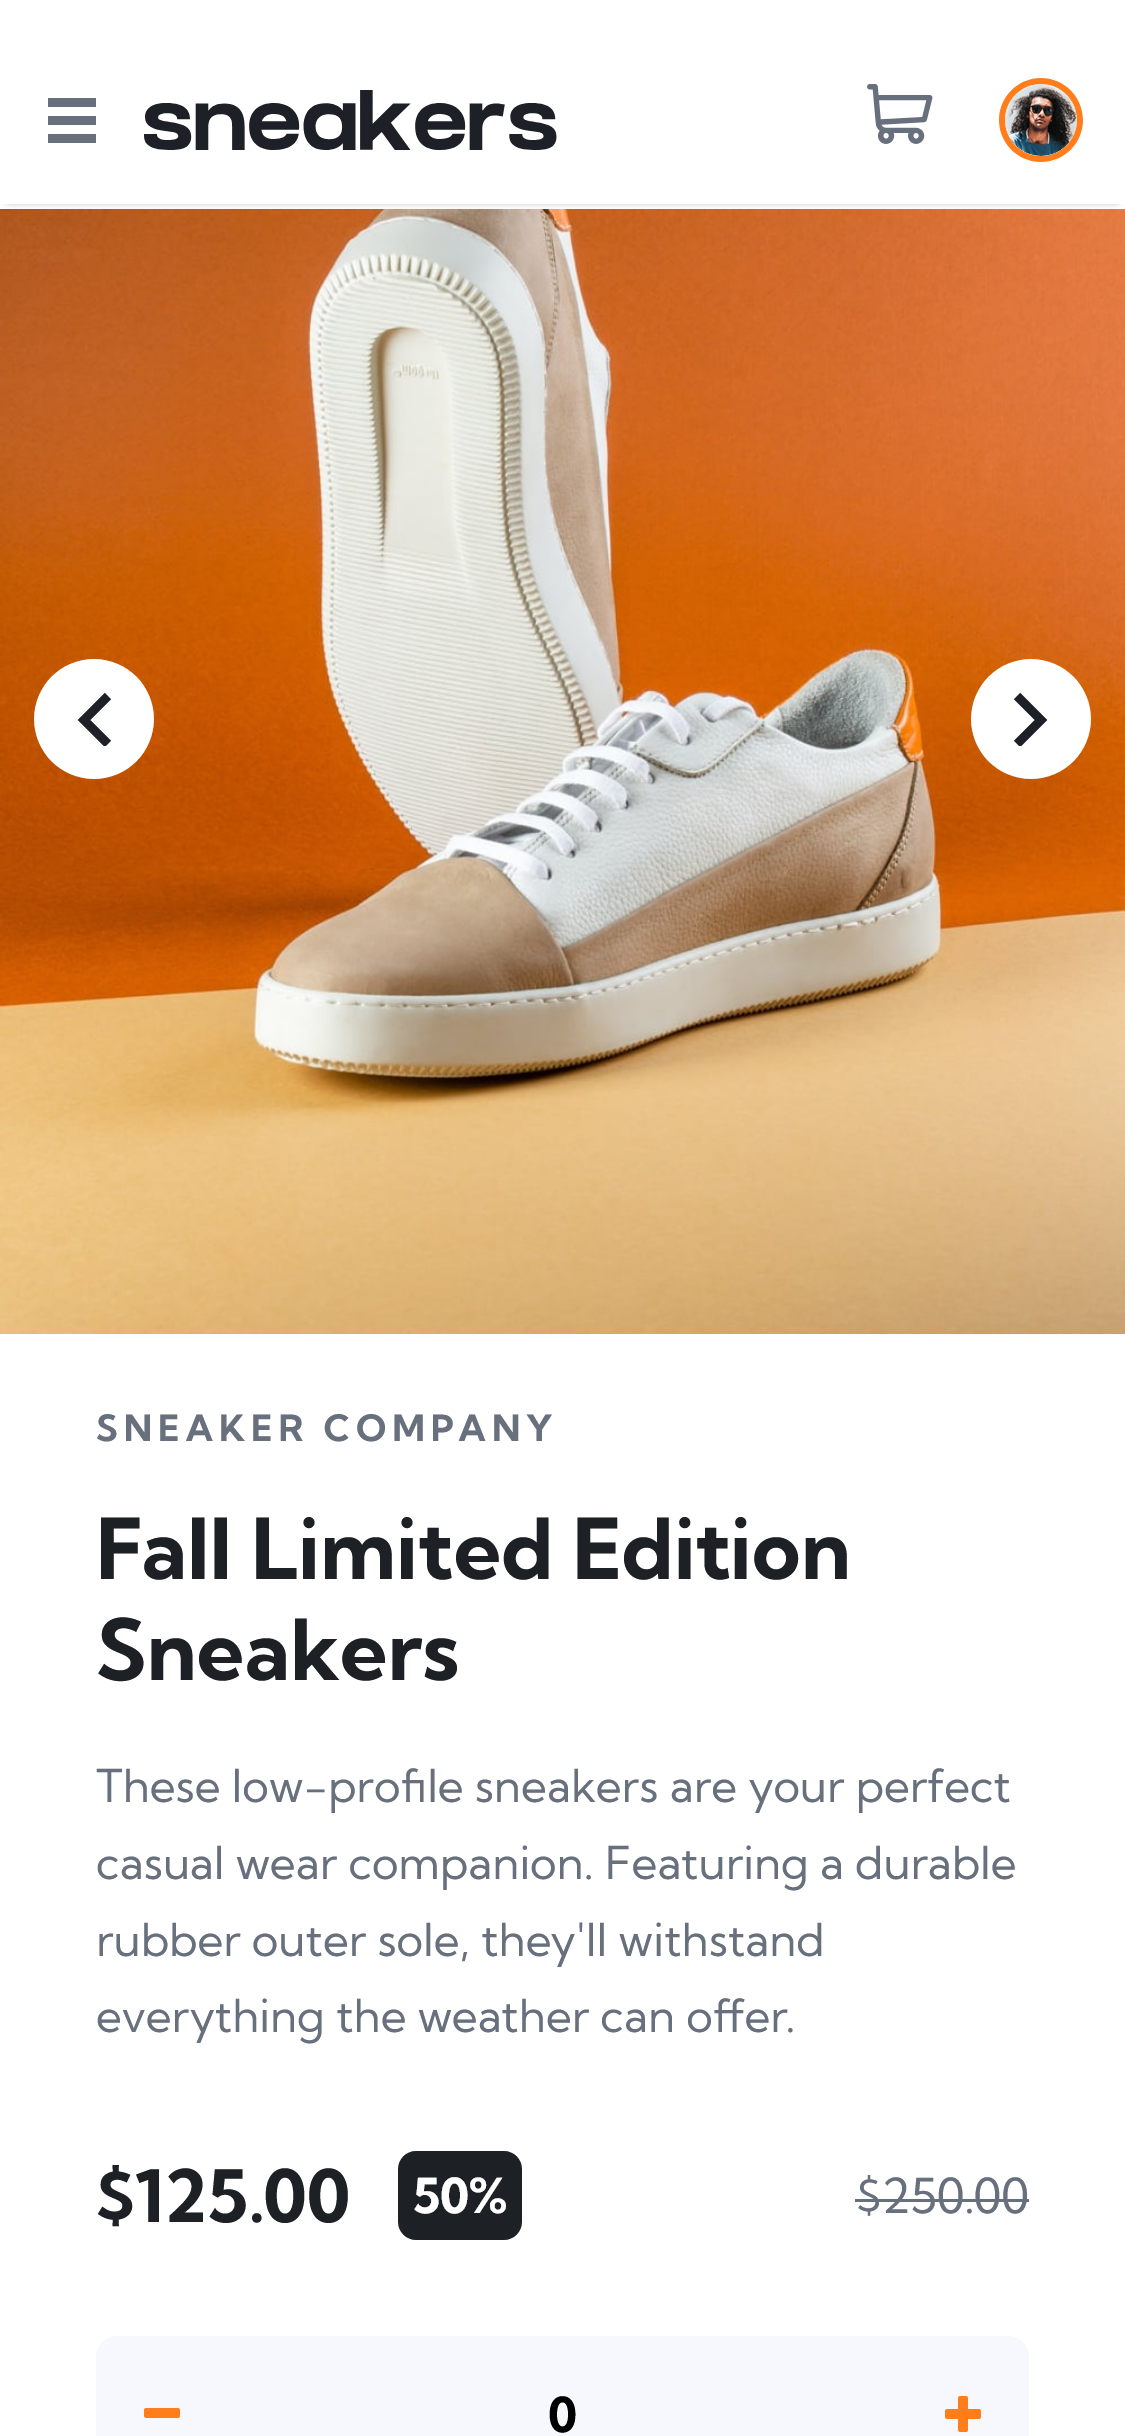 sneakers
SNEAKER COMPANY
Fall Limited Edition
Sneakers
These low-profile sneakers are your perfect
casual wear companion. Featuring a durable
rubber outer sole, they'll withstand
everything the weather can offer.
$125.00 50% $250.00
0